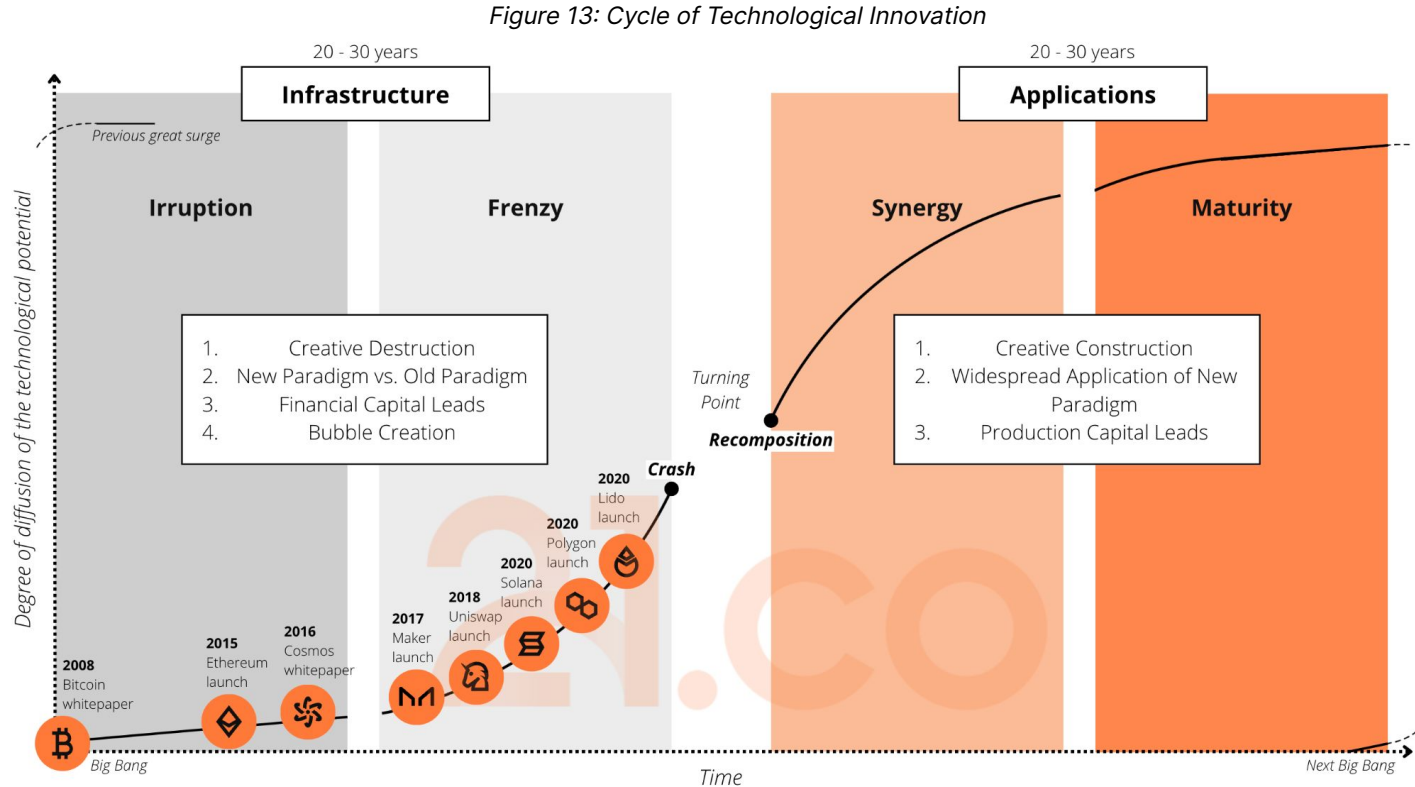 Figure 13: Cycle of Technological Innovation
20 - 30 years
20 - 30 years
Infrastructure
Applications
Previous great surge
Irruption
Frenzy
Synergy
Maturity
Degree of diffusion of the technological potential
1. Creative Destruction
2. New Paradigm vs. Old Paradigm
3. Financial Capital Leads
4. Bubble Creation
1. Creative Construction
2. Widespread Application of New
Paradigm
3. Production Capital Leads
Turning
Point
Recomposition
Crash
2008
Bitcoin
whitepaper
2015
Ethereum
launch
2016
Cosmos
whitepaper
2017
Maker
launch
2018
Uniswap
launch
2020
Solana
launch
2020
Polygon
launch
2020
Lido
launch
21.co
Big Bang
Time
Next Big Bang